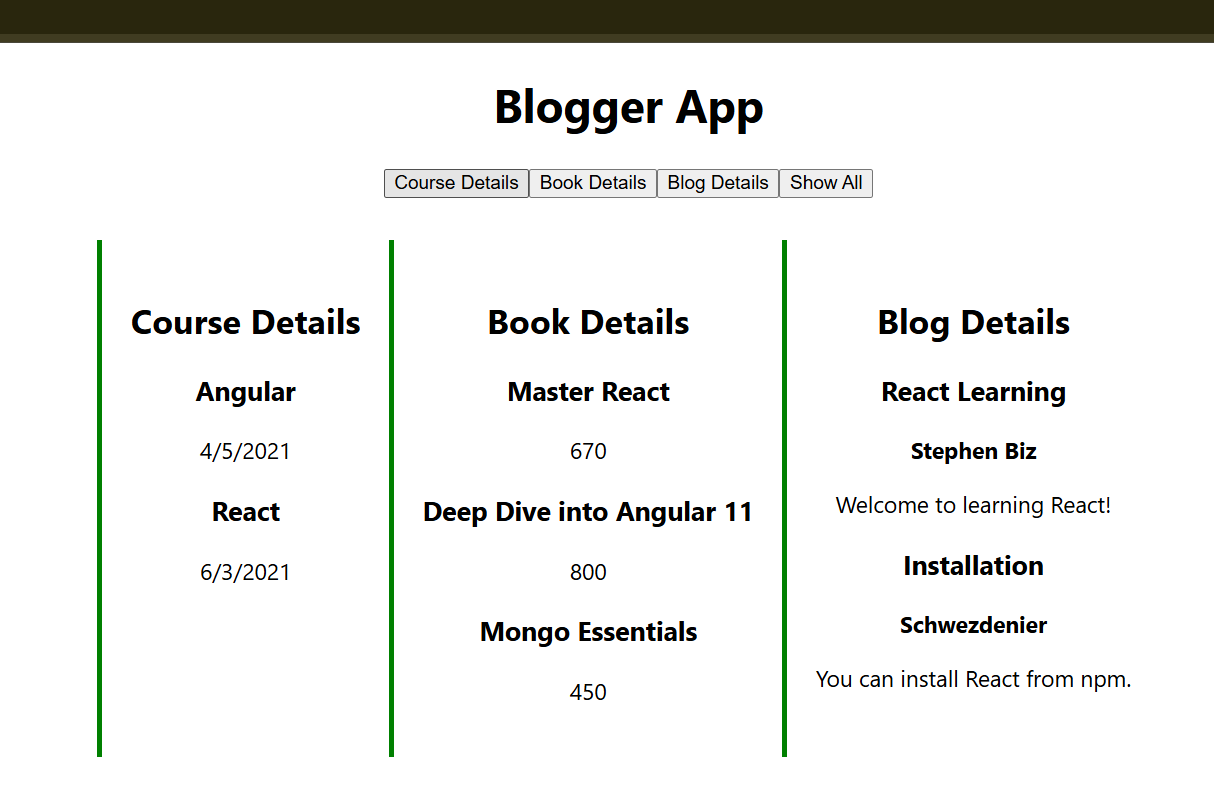 Blogger App
Course Details Book Details Blog Details Show All
Course Details
Angular
4/5/2021
React
6/3/2021
Book Details
Master React
670
Deep Dive into Angular 11
800
Mongo Essentials
450
Blog Details
React Learning
Stephen Biz
Welcome to learning React!
Installation
Schwezdenier
You can install React from npm.